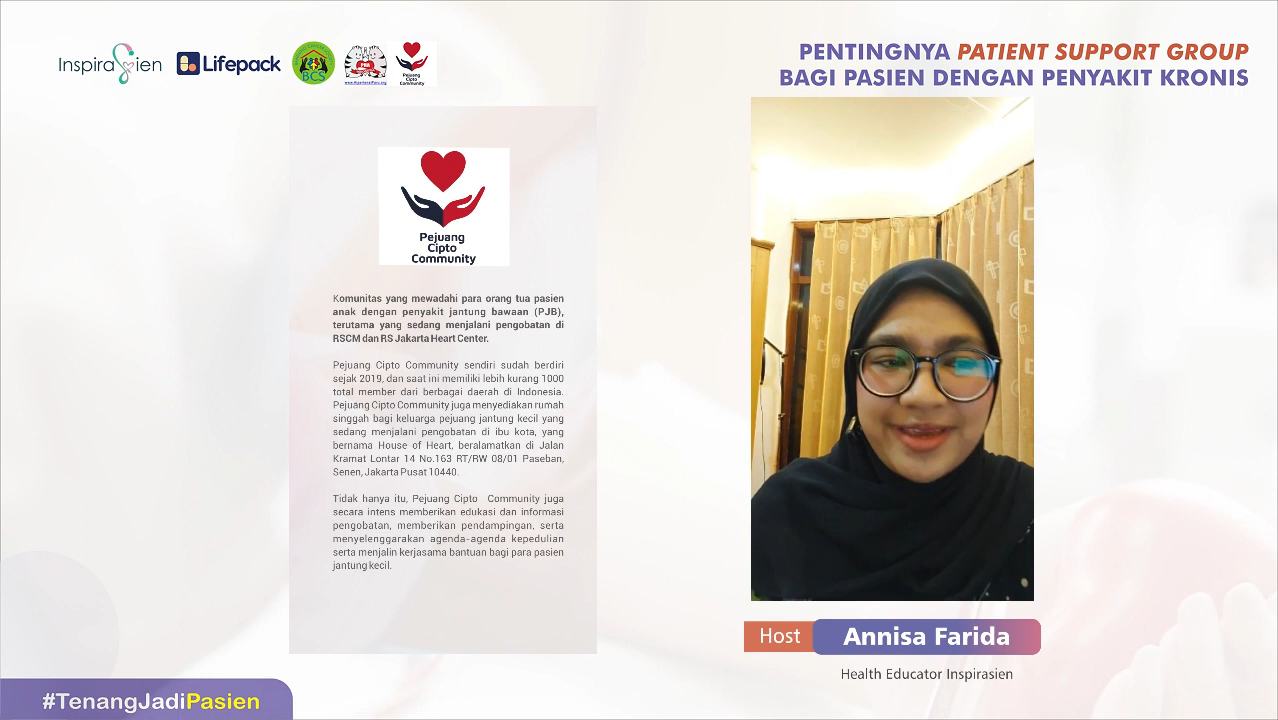 Inspirasien
Lifepack
BCS
Pejuang
Cipto
Community
PENTINGNYA PATIENT SUPPORT GROUP
BAGI PASIEN DENGAN PENYAKIT KRONIS
Pejuang
Cipto
Community
Komunitas yang mewadahi para orang tua pasien
anak dengan penyakit jantung bawaan (PJB),
terutama yang sedang menjalani pengobatan di
RSCM dan RS Jakarta Heart Center.
Pejuang Cipto Community sendiri sudah berdiri
sejak 2019, dan saat ini memiliki lebih kurang 1000
total member dari berbagai daerah di Indonesia.
Pejuang Cipto Community juga menyediakan rumah
singgah bagi keluarga pejuang jantung kecil yang
sedang menjalani pengobatan di ibu kota, yang
bernama House of Heart, beralamatkan di Jalan
Kramat Lontar 14 No.163 RT/RW 08/01 Paseban,
Senen, Jakarta Pusat 10440.
Tidak hanya itu, Pejuang Cipto Community juga
secara intens memberikan edukasi dan informasi
pengobatan, memberikan pendampingan, serta
menyelenggarakan agenda-agenda kepedulian
serta menjalin kerjasama bantuan bagi para pasien
jantung kecil.
Host
Annisa Farida
Health Educator Inspirasien
#TenangJadiPasien